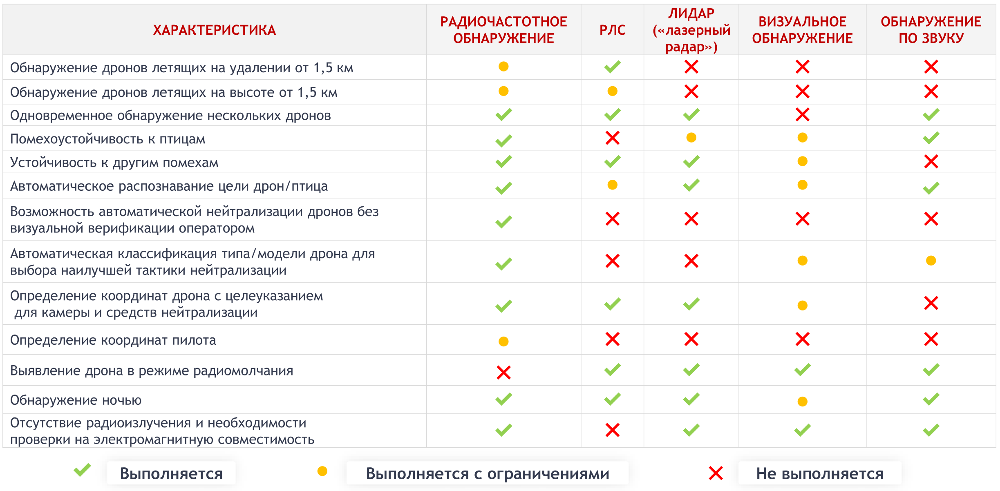 ХАРАКТЕРИСТИКА
РАДИОЧАСТОТНОЕ
ОБНАРУЖЕНИЕ
РЛС
ЛИДАР
(«лазерный
радар»)
ВИЗУАЛЬНОЕ
ОБНАРУЖЕНИЕ
ОБНАРУЖЕНИЕ
ПО ЗВУКУ
Обнаружение дронов летящих на удалении от 1,5 км
Обнаружение дронов летящих на высоте от 1,5 км
Одновременное обнаружение нескольких дронов
Помехоустойчивость к птицам
Устойчивость к другим помехам
Автоматическое распознавание цели дрон/птица
Возможность автоматической нейтрализации дронов без
визуальной верификации оператором
Автоматическая классификация типа/модели дрона для
выбора наилучшей тактики нейтрализации
Определение координат дрона с целеуказанием
для камеры и средств нейтрализации
Определение координат пилота
Выявление дрона в режиме радиомолчания
Обнаружение ночью
Отсутствие радиоизлучения и необходимости
проверки на электромагнитную совместимость
Выполняется
Выполняется с ограничениями
Не выполняется